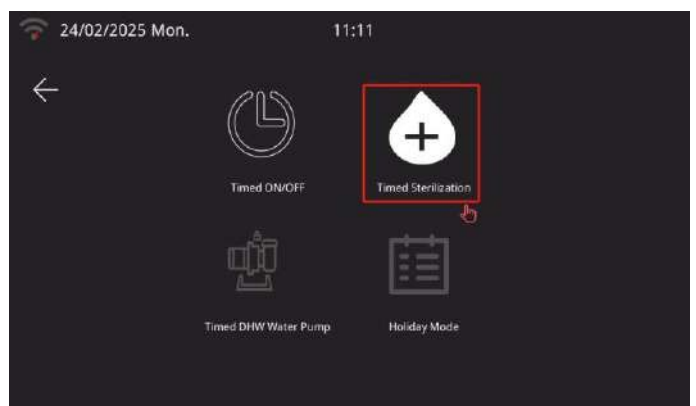 24/02/2025 Mon. 11:11
Timed ON/OFF Timed Sterilization
Timed DHW Water Pump Holiday Mode